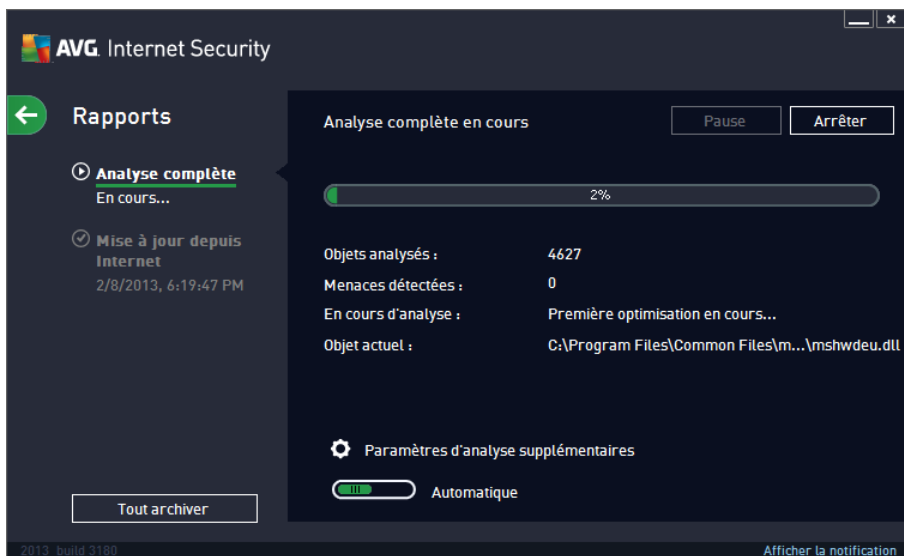 AVG. Internet Security
Rapports
Analyse complète
En cours...
Mise à jour depuis
Internet
2/8/2013, 6:19:47 PM
Tout archiver
Analyse complète en cours
Pause
Arrêter
2%
Objets analysés : 4627
Menaces détectées : 0
En cours d'analyse : Première optimisation en cours...
Objet actuel : C:\Program Files\Common Files\m...\mshwdeu.dll
Paramètres d'analyse supplémentaires
Automatique
2013 build 3180
Afficher la notification